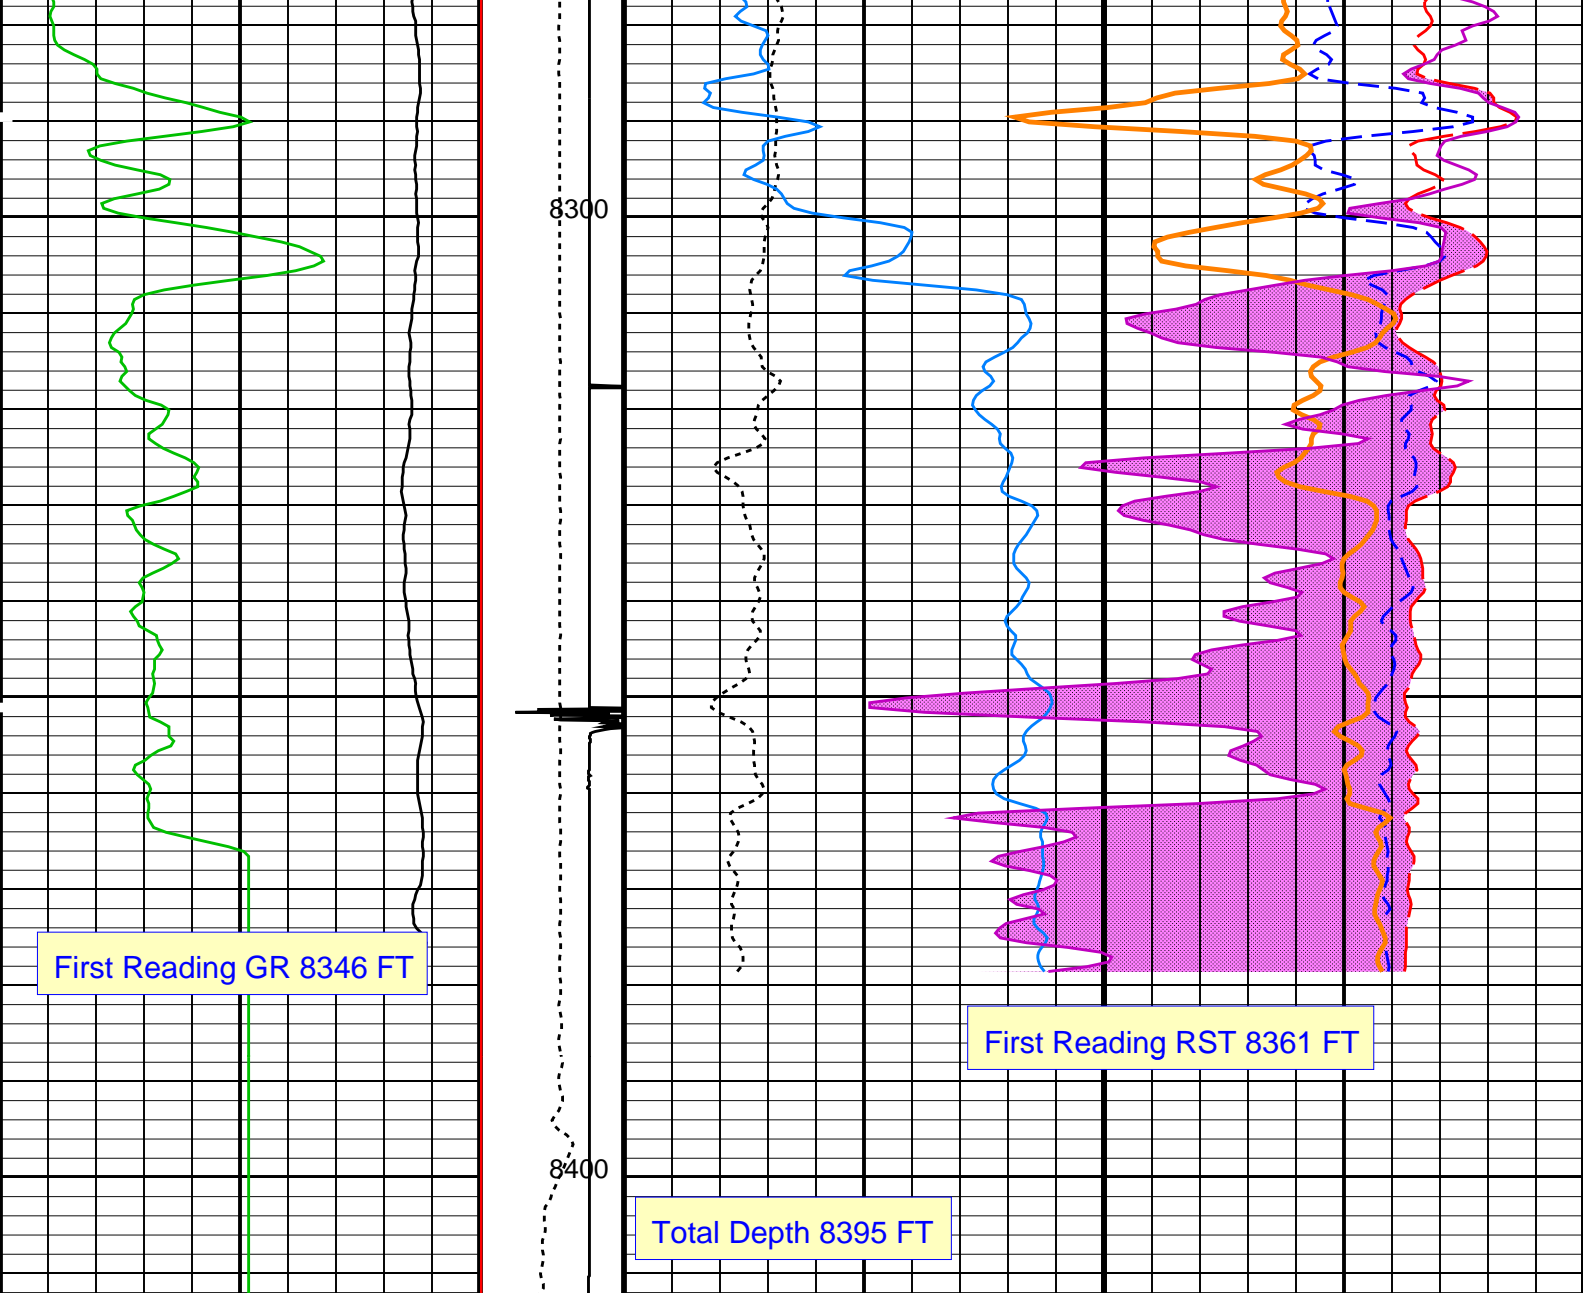 8300
First Reading GR 8346 FT
First Reading RST 8361 FT
8400
Total Depth 8395 FT